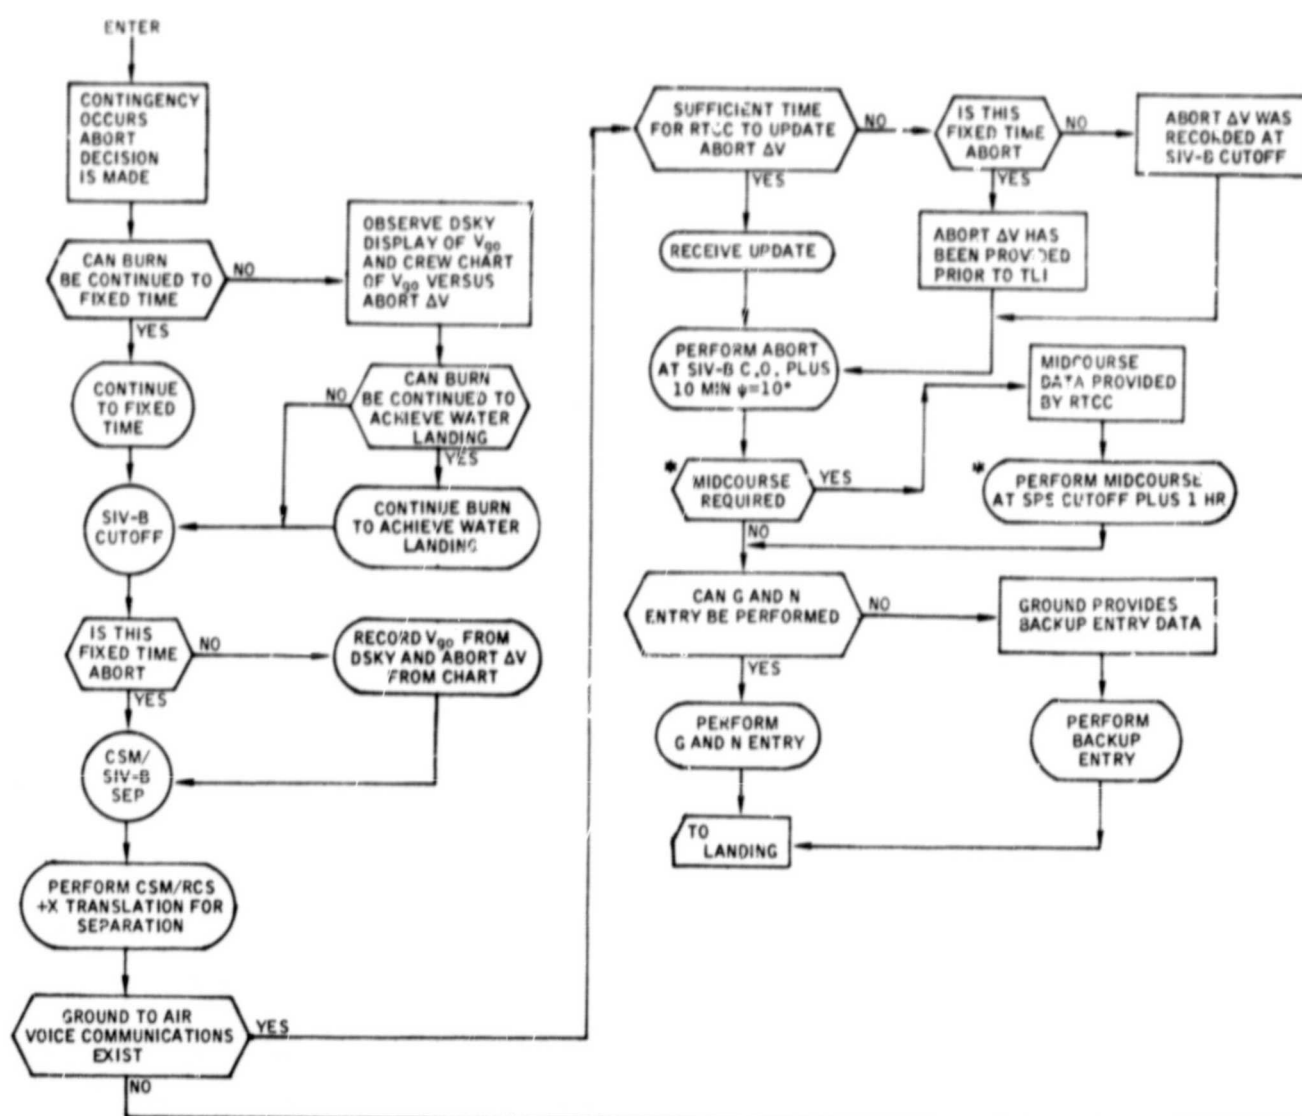 ENTER
CONTINGENCY
OCCURS
ABORT
DECISION
IS MADE
CAN BURN
BE CONTINUED TO
FIXED TIME
NO
YES
OBSERVE DSKY
DISPLAY OF Vgo
AND CREW CHART
OF Vgo VERSUS
ABORT ΔV
CONTINUE
TO FIXED
TIME
CAN BURN
BE CONTINUED TO
ACHIEVE WATER
LANDING
NO
YES
SIV-B
CUTOFF
CONTINUE BURN
TO ACHIEVE WATER
LANDING
IS THIS
FIXED TIME
ABORT
NO
YES
RECORD Vgo FROM
DSKY AND ABORT ΔV
FROM CHART
CSM/
SIV-B
SEP
PERFORM CSM/RCS
+X TRANSLATION FOR
SEPARATION
GROUND TO AIR
VOICE COMMUNICATIONS
EXIST
YES
NO
SUFFICIENT TIME
FOR RTCC TO UPDATE
ABORT ΔV
NO
YES
IS THIS
FIXED TIME
ABORT
NO
YES
ABORT ΔV WAS
RECORDED AT
SIV-B CUTOFF
RECEIVE UPDATE
ABORT ΔV HAS
BEEN PROVIDED
PRIOR TO TLI
PERFORM ABORT
AT SIV-B C.O. PLUS
10 MIN ψ=10°
MIDCOURSE
DATA PROVIDED
BY RTCC
*
MIDCOURSE
REQUIRED
YES
NO
*
PERFORM MIDCOURSE
AT SPS CUTOFF PLUS 1 HR
CAN G AND N
ENTRY BE PERFORMED
NO
YES
GROUND PROVIDES
BACKUP ENTRY DATA
PERFORM
G AND N ENTRY
PERFORM
BACKUP
ENTRY
TO
LANDING